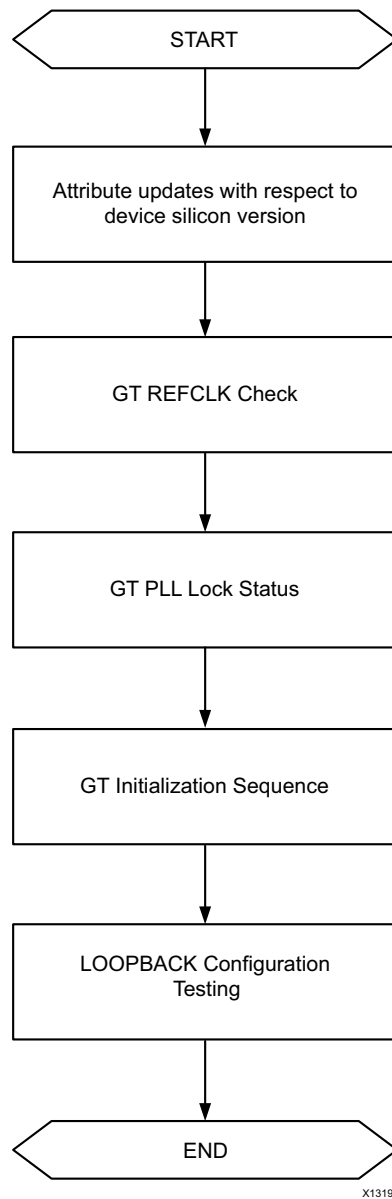 START
Attribute updates with respect to
device silicon version
GT REFCLK Check
GT PLL Lock Status
GT Initialization Sequence
LOOPBACK Configuration
Testing
END
X1319